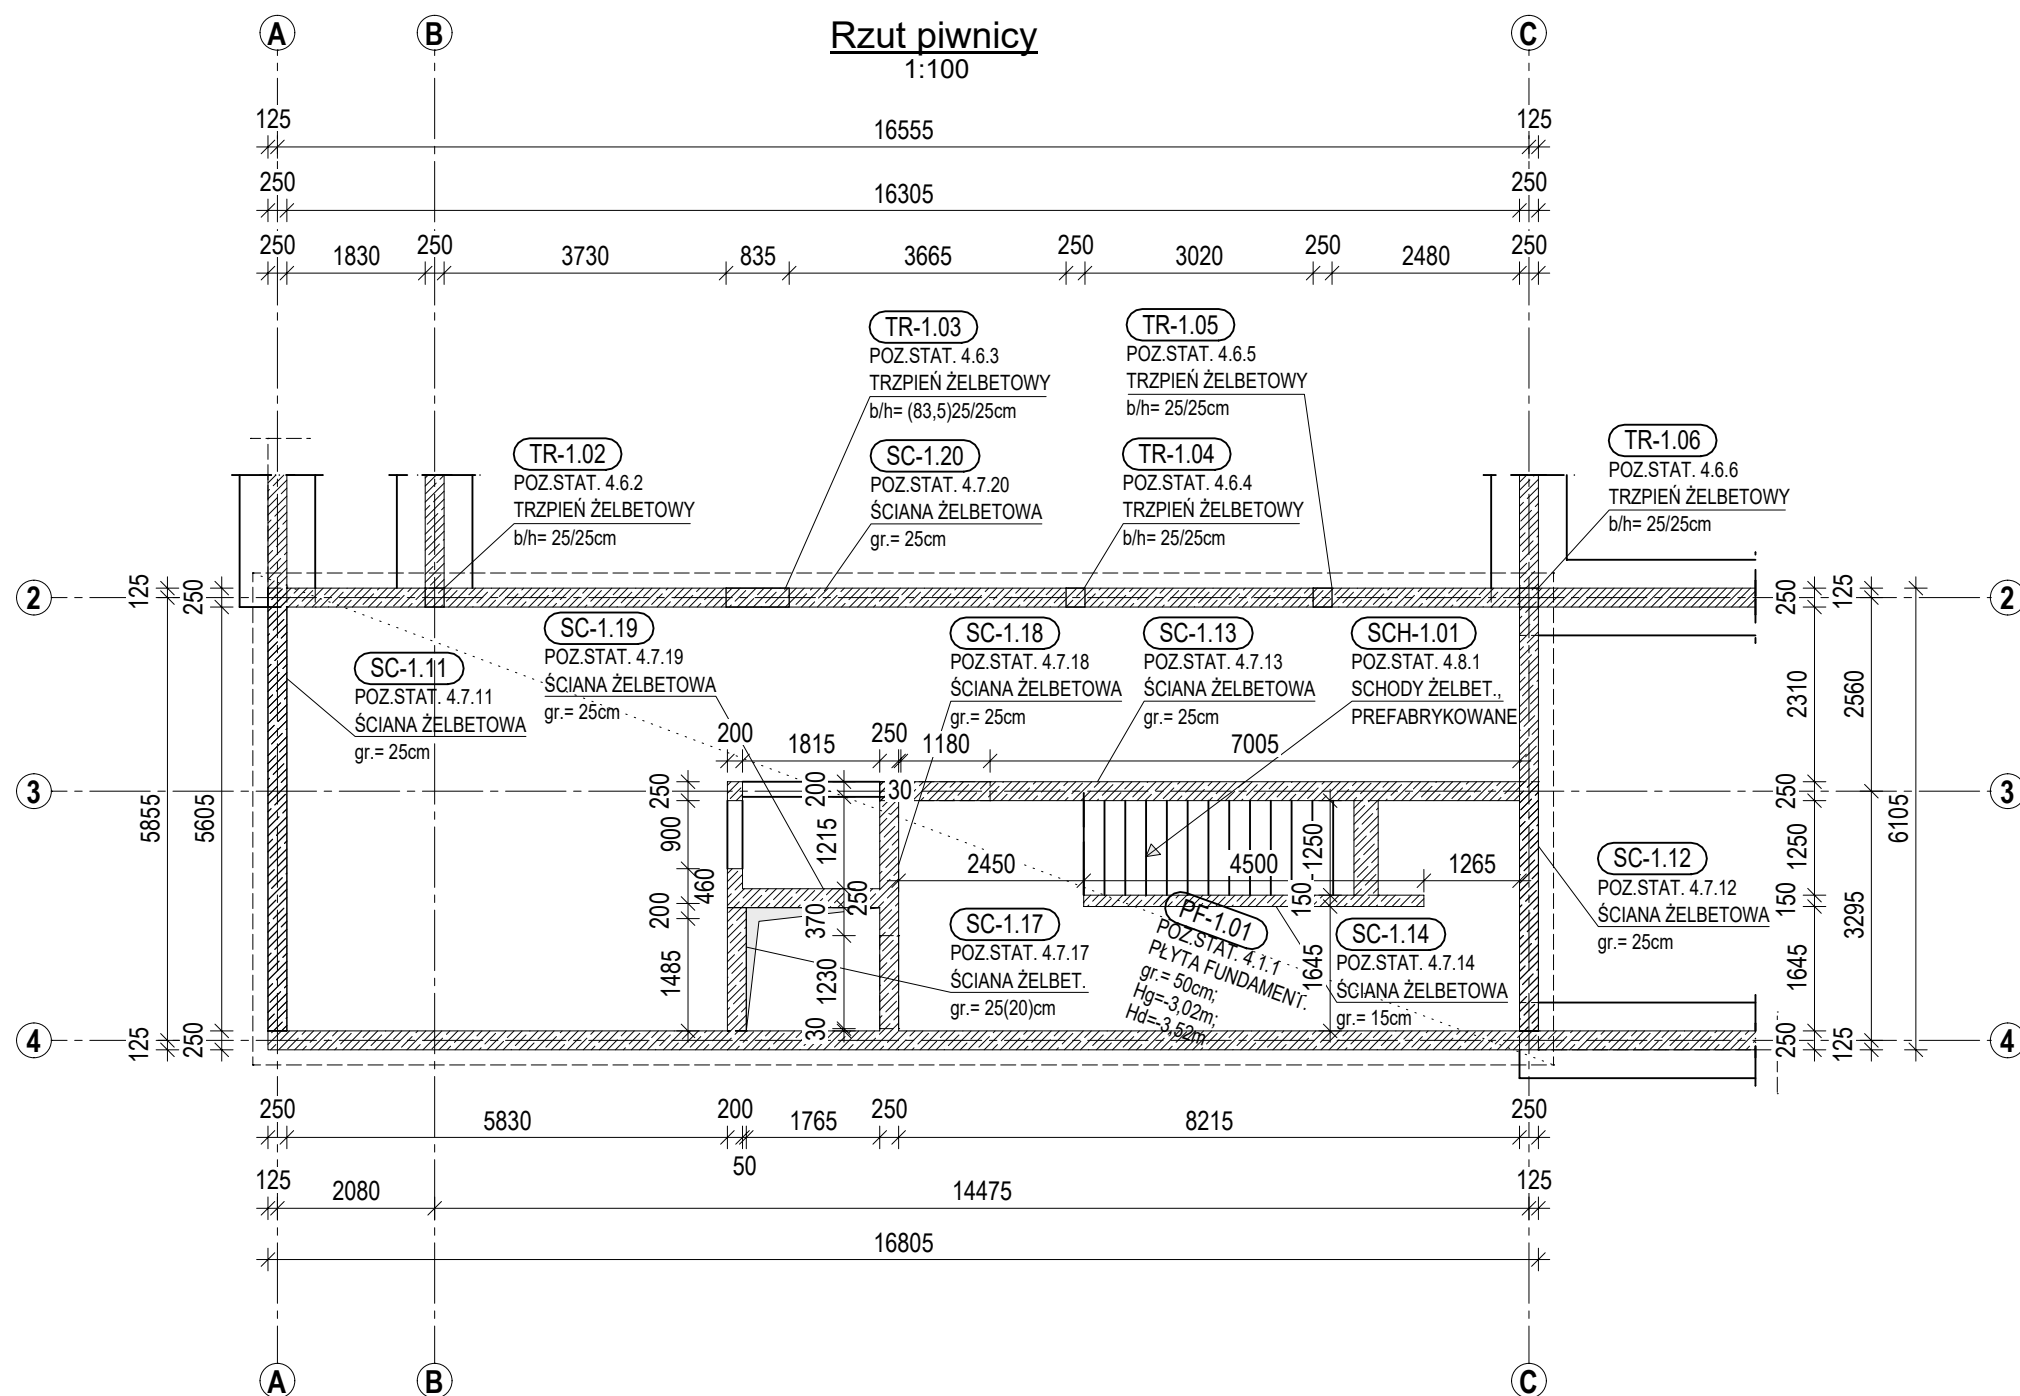 A
B
Rzut piwnicy
C
1:100
125
16555
125
250
16305
250
250
1830
250
3730
835
3665
250
3020
250
2480
250
TR-1.03
POZ.STAT. 4.6.3
TRZPIEŃ ŻELBETOWY
b/h= (83,5)25/25cm
TR-1.05
POZ.STAT. 4.6.5
TRZPIEŃ ŻELBETOWY
b/h= 25/25cm
TR-1.02
POZ.STAT. 4.6.2
TRZPIEŃ ŻELBETOWY
b/h= 25/25cm
SC-1.20
POZ.STAT. 4.7.20
ŚCIANA ŻELBETOWA
gr.= 25cm
TR-1.04
POZ.STAT. 4.6.4
TRZPIEŃ ŻELBETOWY
b/h= 25/25cm
TR-1.06
POZ.STAT. 4.6.6
TRZPIEŃ ŻELBETOWY
b/h= 25/25cm
2
125
250
250
125
2
SC-1.11
POZ.STAT. 4.7.11
ŚCIANA ŻELBETOWA
gr.= 25cm
SC-1.19
POZ.STAT. 4.7.19
ŚCIANA ŻELBETOWA
gr.= 25cm
SC-1.18
POZ.STAT. 4.7.18
ŚCIANA ŻELBETOWA
gr.= 25cm
SC-1.13
POZ.STAT. 4.7.13
ŚCIANA ŻELBETOWA
gr.= 25cm
SCH-1.01
POZ.STAT. 4.8.1
SCHODY ŻELBET.,
PREFABRYKOWANE
2310
2560
200
1815
250
1180
7005
3
250
200
30
250
3
5855
5605
900
1215
1250
1250
6105
460
250
2450
4500
1265
200
370
150
150
3295
1485
1230
30
1645
1645
SC-1.12
POZ.STAT. 4.7.12
ŚCIANA ŻELBETOWA
gr.= 25cm
SC-1.17
POZ.STAT. 4.7.17
ŚCIANA ŻELBET.
gr.= 25(20)cm
PF-1.01
POZ.STAT. 4.1.1
PŁYTA FUNDAMENT.
gr.= 50cm;
Hg=-3,02m;
Hd=-3,52m
SC-1.14
POZ.STAT. 4.7.14
ŚCIANA ŻELBETOWA
gr.= 15cm
4
125
250
250
125
4
250
5830
200
50
1765
250
8215
250
125
2080
14475
125
16805
A
B
C